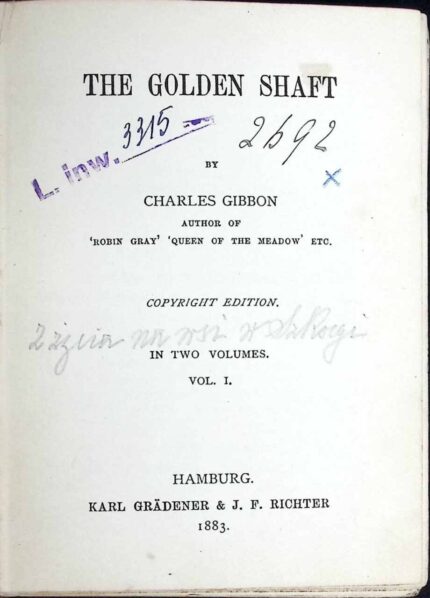 THE GOLDEN SHAFT
L. inw. 3315
2692
BY
x
CHARLES GIBBON
AUTHOR OF
‘ROBIN GRAY’ ‘QUEEN OF THE MEADOW’ ETC.
COPYRIGHT EDITION.
Z życia na wsi w Szkocji
IN TWO VOLUMES.
VOL. I.
HAMBURG.
KARL GRÄDENER & J. F. RICHTER
1883.